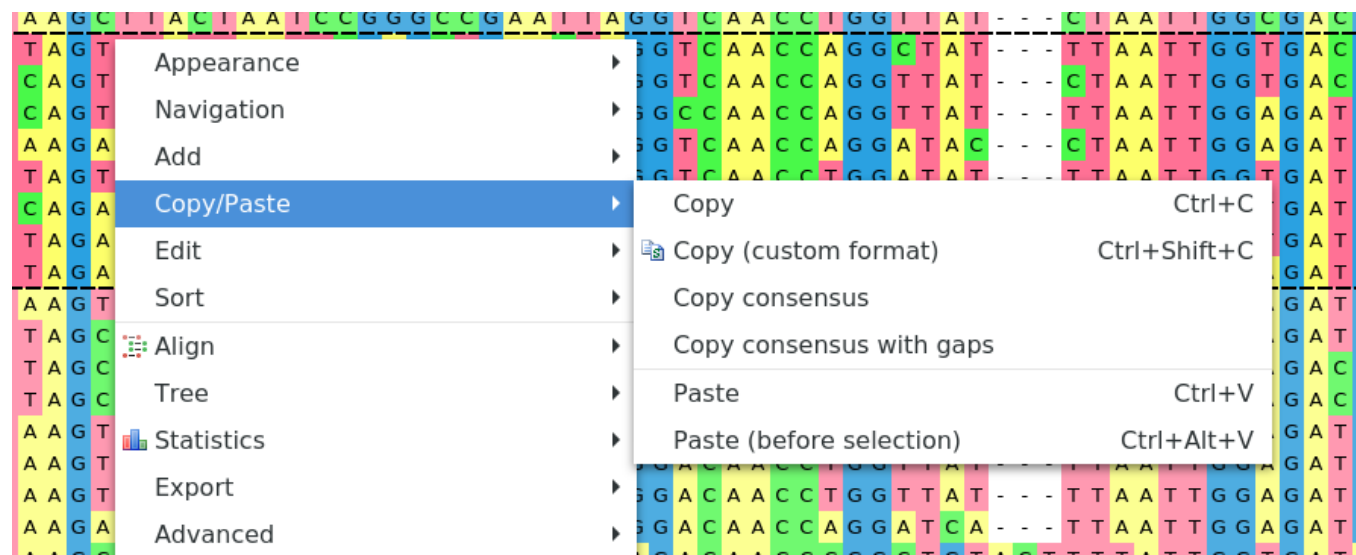 A A G C T T A C T A A T C C G G G C C G A A T T A G G T C A A C C T G G T T A T - - - C T A A T T G G C G A C
T A G T G G T C A A C C A G G C T A T - - - T T A A T T G G T G A C
Appearance
C A G T G G T C A A C C A G G T T A T - - - C T A A T T G G T G A C
Navigation
C A G T G G C C A A C C A G G T T A T - - - T T A A T T G G A G A T
A A G A G G T C A A C C A G G A T A C - - - C T A A T T G G A G A T
Add
T A G T G G T C A A C C T G G A T A T - - - T T A A T T G G T G A T
Copy/Paste
Copy Ctrl+C
C A G A G A T
T A G A G A T
Edit
Copy (custom format) Ctrl+Shift+C
T A G A G A T
Sort
Copy consensus
A A G T G A T
T A G C G A T
Align
Copy consensus with gaps
T A G C G A C
Tree
Paste Ctrl+V
T A G C G A C
A A G T G A T
Statistics
Paste (before selection) Ctrl+Alt+V
A A G T G A T
Export
A A G T G G A C A A C C T G G T T A T - - - T T A A T T G G A G A T
A A G A G G A C A A C C A G G A T C A - - - T T A A T T G G A G A T
Advanced